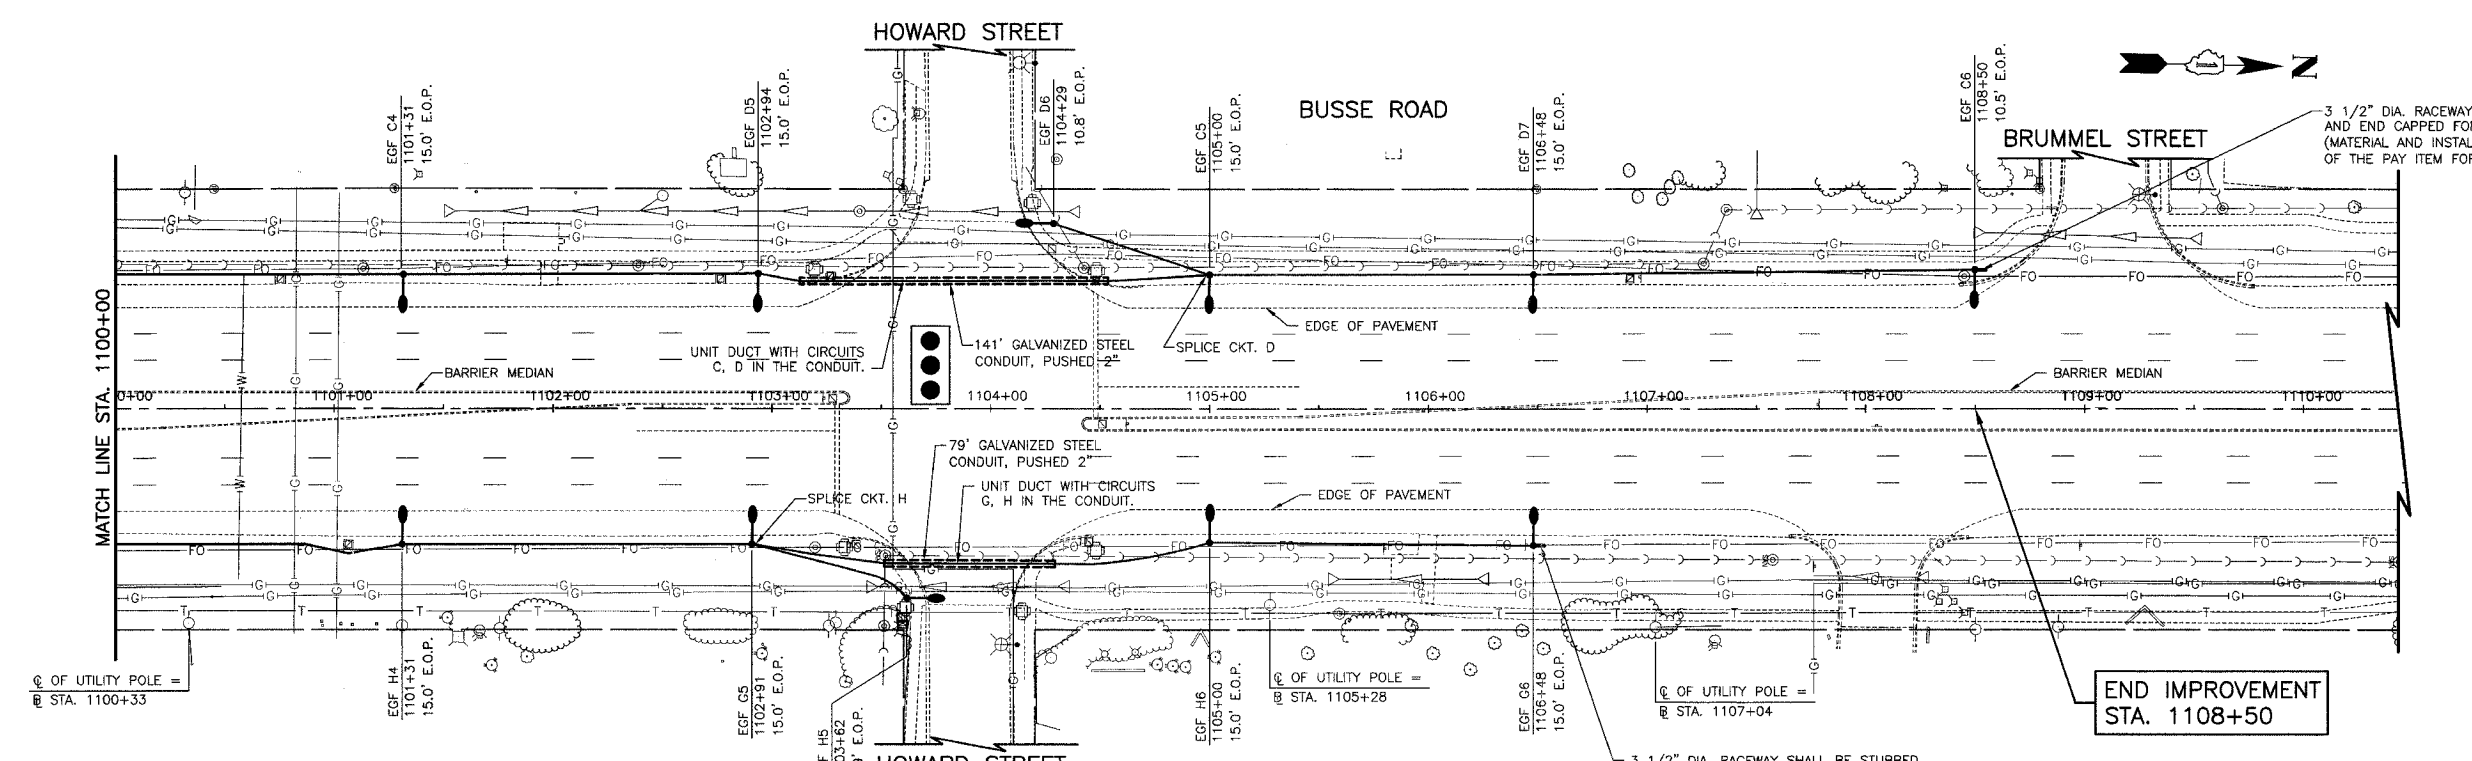 HOWARD STREET
EGF C4
1101+31
15.0' E.O.P.
EGF D5
1102+94
15.0' E.O.P.
EGF D6
1104+29
10.8' E.O.P.
EGF C5
1105+00
15.0' E.O.P.
BUSSE ROAD
EGF D7
1106+48
15.0' E.O.P.
EGF C6
1108+50
10.5' E.O.P.
N
BRUMMEL STREET
3 1/2" DIA. RACEWAY
AND END CAPPED
(MATERIAL AND
OF THE PAY ITEM FOR
MATCH LINE STA. 1100+00
UNIT DUCT WITH CIRCUITS
C, D IN THE CONDUIT.
141' GALVANIZED STEEL
CONDUIT, PUSHED 2"
SPLICE CKT. D
EDGE OF PAVEMENT
BARRIER MEDIAN
BARRIER MEDIAN
0+00
1101+00
1102+00
1103+00
1104+00
1105+00
1106+00
1107+00
1108+00
1109+00
1110+00
79' GALVANIZED STEEL
CONDUIT, PUSHED 2"
UNIT DUCT WITH CIRCUITS
G, H IN THE CONDUIT.
SPLICE CKT. H
EDGE OF PAVEMENT
℄ OF UTILITY POLE =
STA. 1100+33
EGF H4
1101+31
15.0' E.O.P.
EGF G5
1102+91
15.0' E.O.P.
H5
03+62
E.O.P.
HOWARD STREET
EGF H6
1105+00
15.0' E.O.P.
℄ OF UTILITY POLE =
STA. 1105+28
EGF G6
1106+48
15.0' E.O.P.
℄ OF UTILITY POLE =
STA. 1107+04
3 1/2" DIA. RACEWAY SHALL BE STUBBED
END IMPROVEMENT
STA. 1108+50